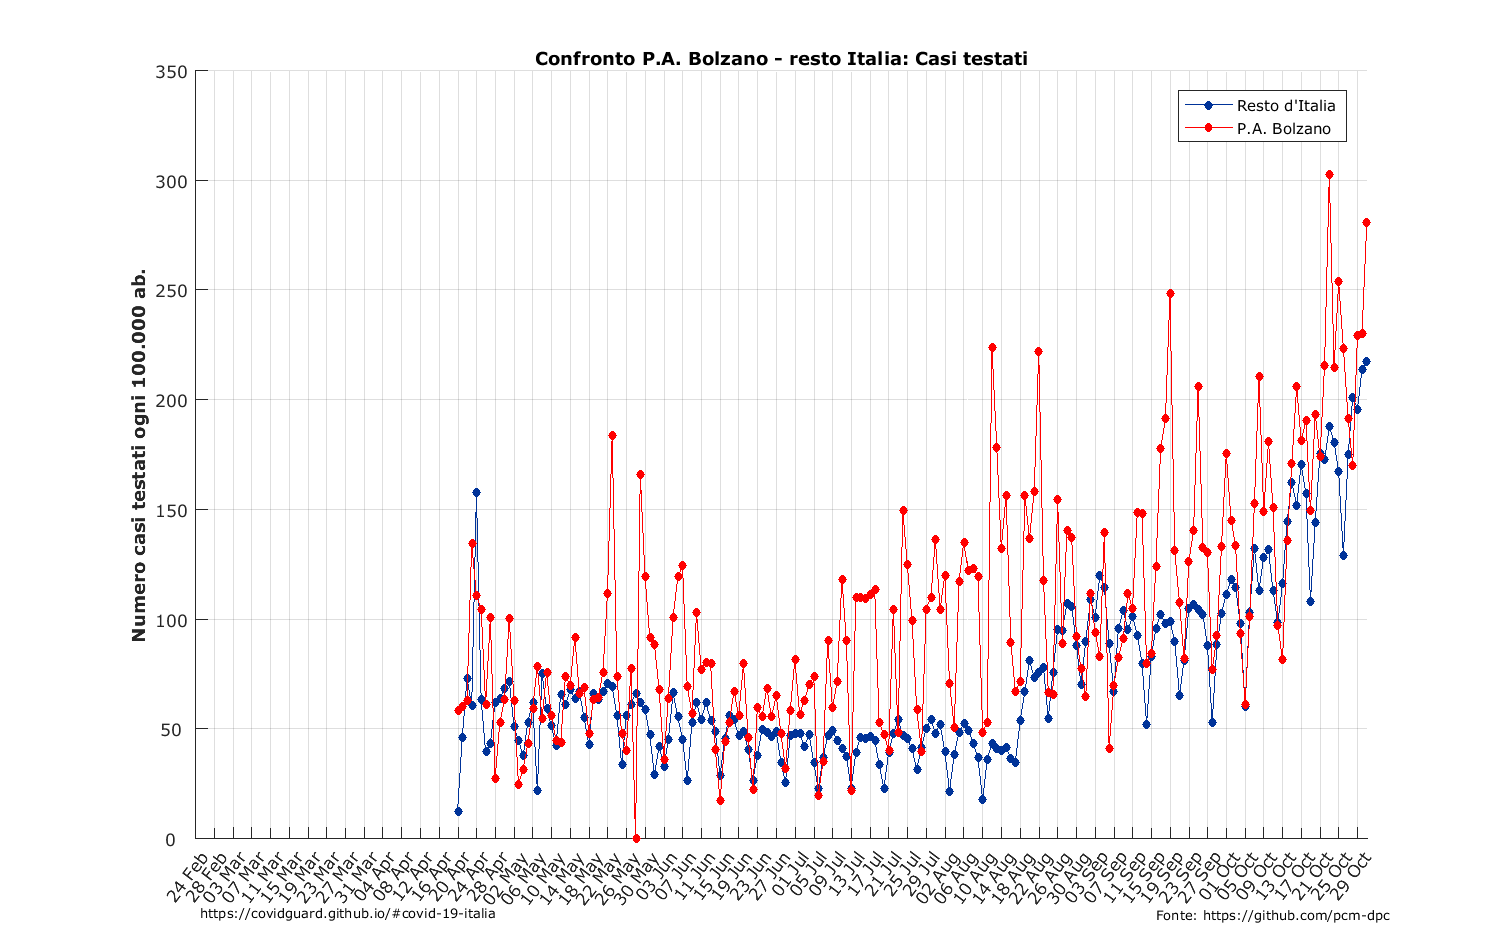 Confronto P.A. Bolzano - resto Italia: Casi testati
350
300
250
200
150
100
50
0
Numero casi testati ogni 100.000 ab.
Resto d'Italia
P.A. Bolzano
24 Feb
28 Feb
03 Mar
07 Mar
11 Mar
15 Mar
19 Mar
23 Mar
27 Mar
31 Mar
04 Apr
08 Apr
12 Apr
16 Apr
20 Apr
24 Apr
28 Apr
02 May
06 May
10 May
14 May
18 May
22 May
26 May
30 May
03 Jun
07 Jun
11 Jun
15 Jun
19 Jun
23 Jun
27 Jun
01 Jul
05 Jul
09 Jul
13 Jul
17 Jul
21 Jul
25 Jul
29 Jul
02 Aug
06 Aug
10 Aug
14 Aug
18 Aug
22 Aug
26 Aug
30 Aug
03 Sep
07 Sep
11 Sep
15 Sep
19 Sep
23 Sep
27 Sep
01 Oct
05 Oct
09 Oct
13 Oct
17 Oct
21 Oct
25 Oct
29 Oct
https://covidguard.github.io/#covid-19-italia
Fonte: https://github.com/pcm-dpc